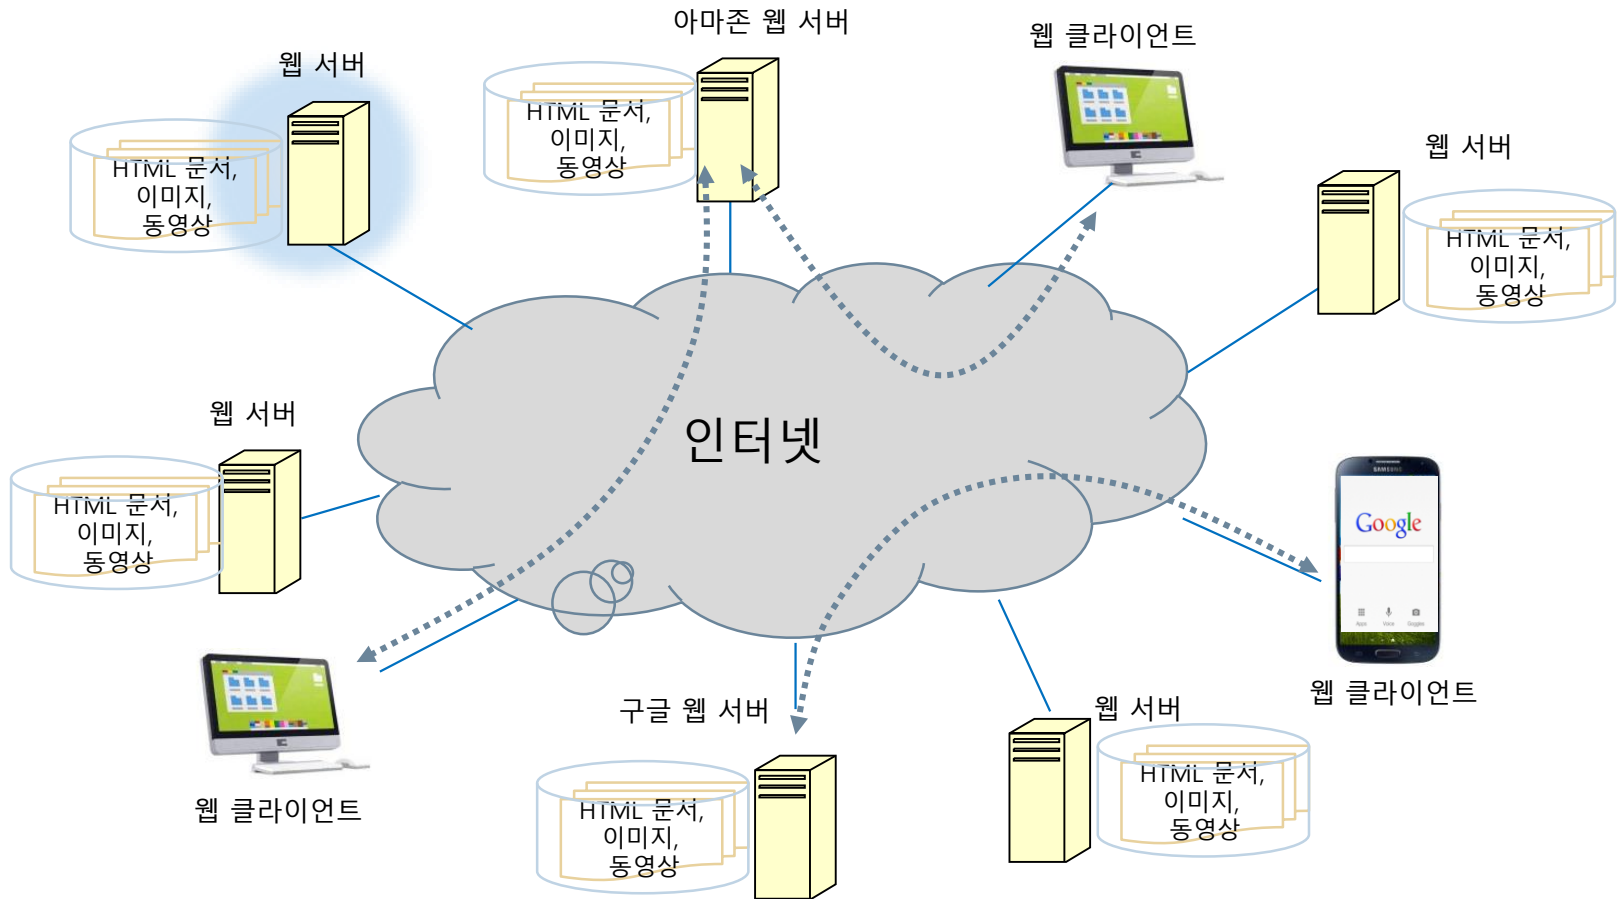 아마존 웹 서버
웹 클라이언트
웹 서버
HTML 문서,
이미지,
동영상
HTML 문서,
이미지,
동영상
웹 서버
HTML 문서,
이미지,
동영상
웹 서버
HTML 문서,
이미지,
동영상
인터넷
SAMSUNG
Google
Apps Voice Goggles
웹 클라이언트
웹 클라이언트
구글 웹 서버
HTML 문서,
이미지,
동영상
웹 서버
HTML 문서,
이미지,
동영상